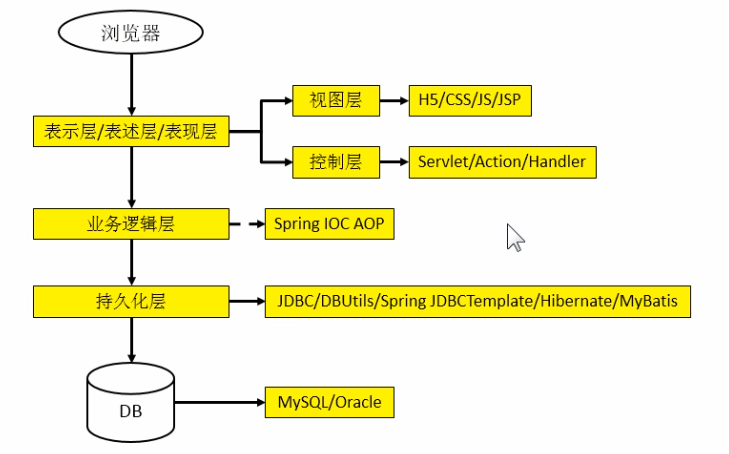 浏览器
视图层
H5/CSS/JS/JSP
表示层/表述层/表现层
控制层
Servlet/Action/Handler
业务逻辑层
Spring IOC AOP
持久化层
JDBC/DBUtils/Spring JDBCTemplate/Hibernate/MyBatis
DB
MySQL/Oracle